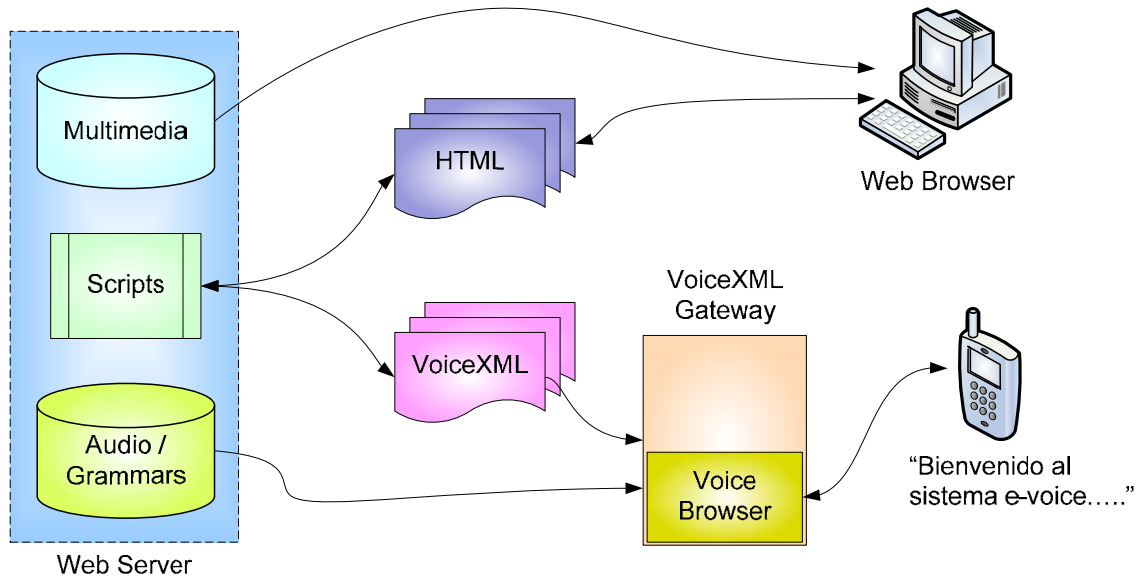 Multimedia
HTML
Web Browser
Scripts
VoiceXML
Gateway
VoiceXML
Audio /
Grammars
Voice
Browser
“Bienvenido al
sistema e-voice…..”
Web Server